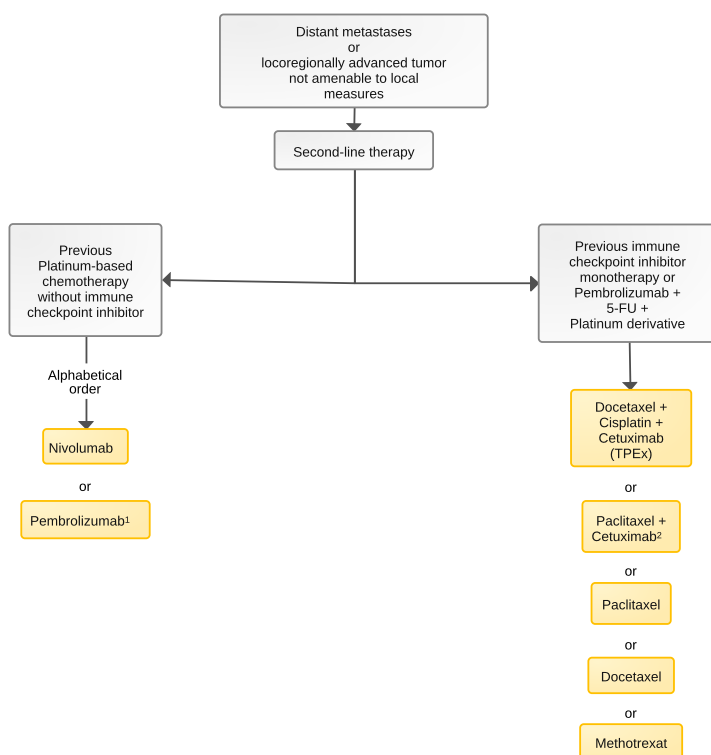 Distant metastases
or
locoregionally advanced tumor
not amenable to local
measures
Second-line therapy
Previous
Platinum-based
chemotherapy
without immune
checkpoint inhibitor
Alphabetical
order
Nivolumab
or
Pembrolizumab1
Previous immune
checkpoint inhibitor
monotherapy or
Pembrolizumab +
5-FU +
Platinum derivative
Docetaxel +
Cisplatin +
Cetuximab
(TPEx)
or
Paclitaxel +
Cetuximab2
or
Paclitaxel
or
Docetaxel
or
Methotrexat